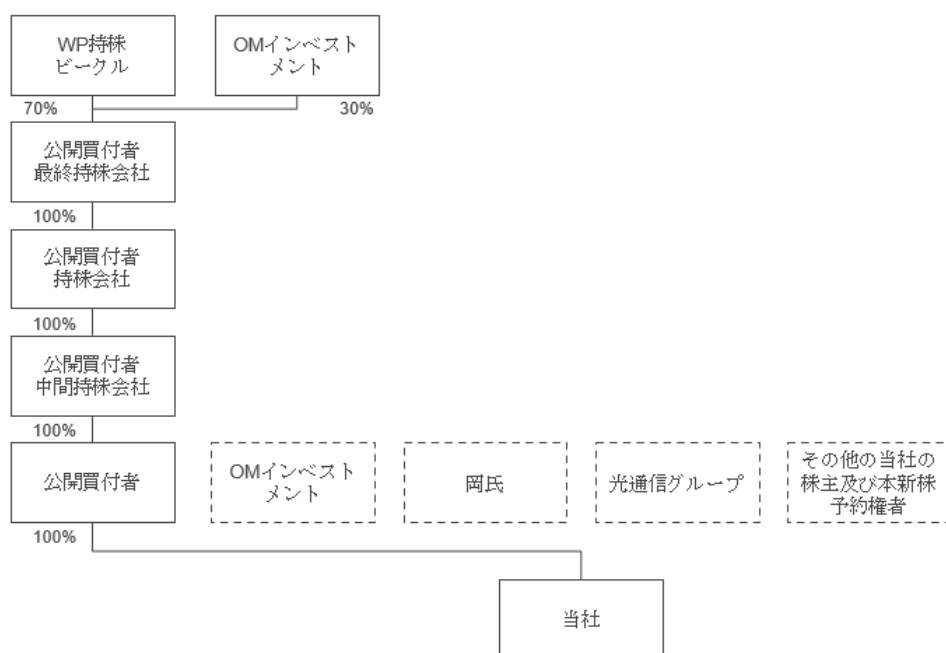 WP持株
ビークル
OMインベスト
メント
70%
30%
公開買付者
最終持株会社
100%
公開買付者
持株会社
100%
公開買付者
中間持株会社
100%
公開買付者
OMインベスト
メント
岡氏
光通信グループ
その他の当社の
株主及び本新株
予約権者
100%
当社